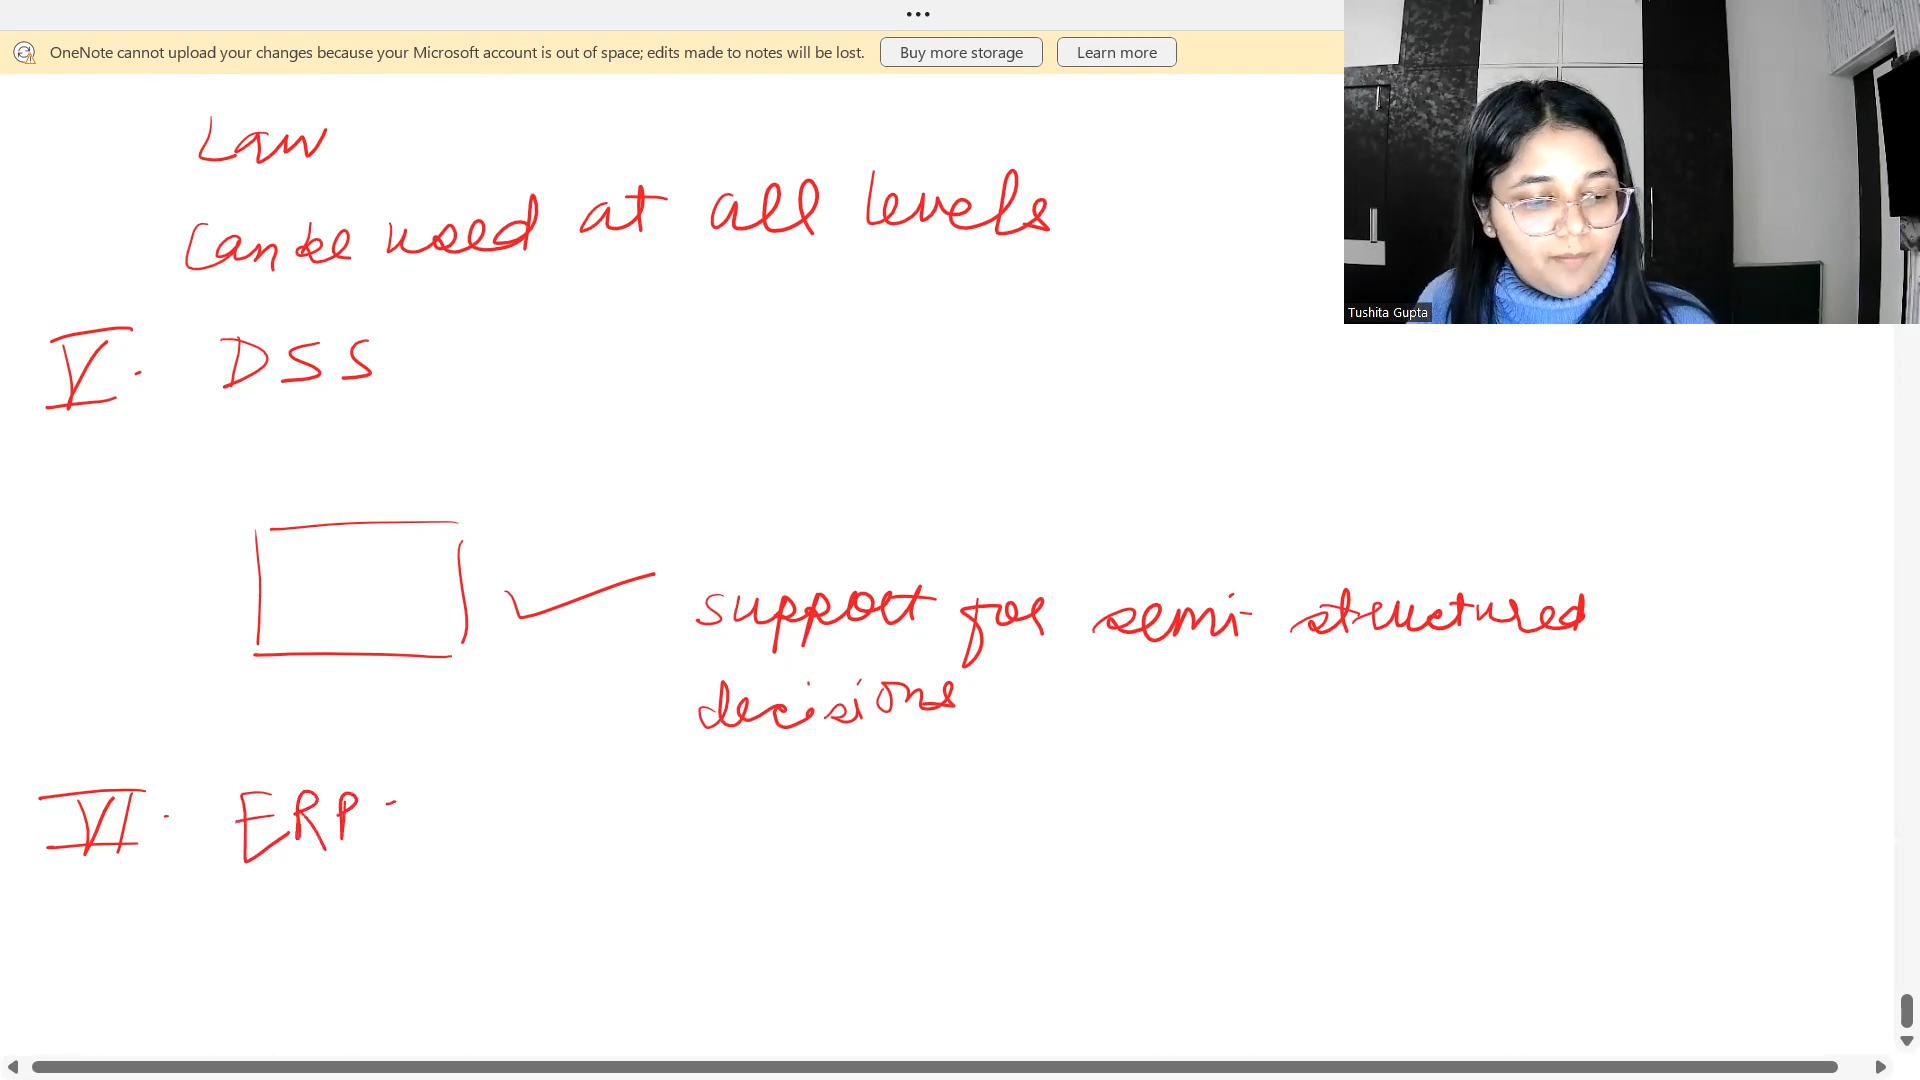 OneNote cannot upload your changes because your Microsoft account is out of space; edits made to notes will be lost. Buy more storage Learn more
Law
Can be used at all levels
Tushita Gupta
V. DSS
support for semi-structured
decisions
VI. ERP -